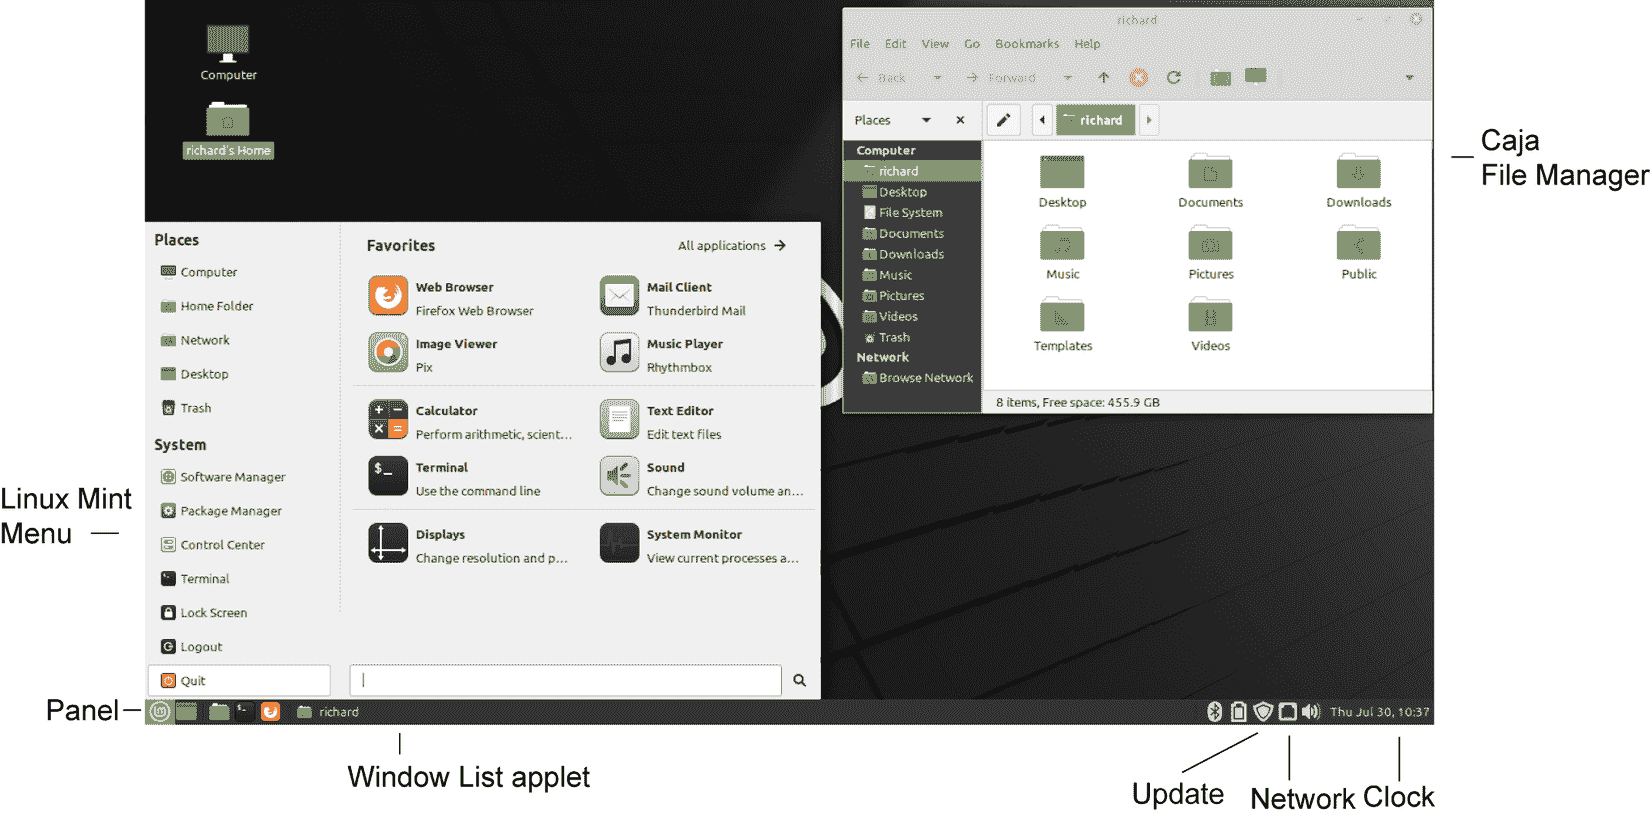 Computer
richard's Home
richard
File Edit View Go Bookmarks Help
Back Forward
Places
richard
Computer
richard
Desktop
File System
Documents
Downloads
Music
Pictures
Videos
Trash
Network
Browse Network
Desktop Documents Downloads
Music Pictures Public
Templates Videos
8 items, Free space: 455.9 GB
Caja
File Manager
Places
Computer
Home Folder
Network
Desktop
Trash
System
Software Manager
Package Manager
Control Center
Terminal
Lock Screen
Logout
Quit
Favorites All applications
Web Browser
Firefox Web Browser
Mail Client
Thunderbird Mail
Image Viewer
Pix
Music Player
Rhythmbox
Calculator
Perform arithmetic, scient...
Text Editor
Edit text files
Terminal
Use the command line
Sound
Change sound volume an...
Displays
Change resolution and p...
System Monitor
View current processes a...
Linux Mint
Menu
Panel
richard
Thu Jul 30, 10:37
Window List applet
Update
Network
Clock